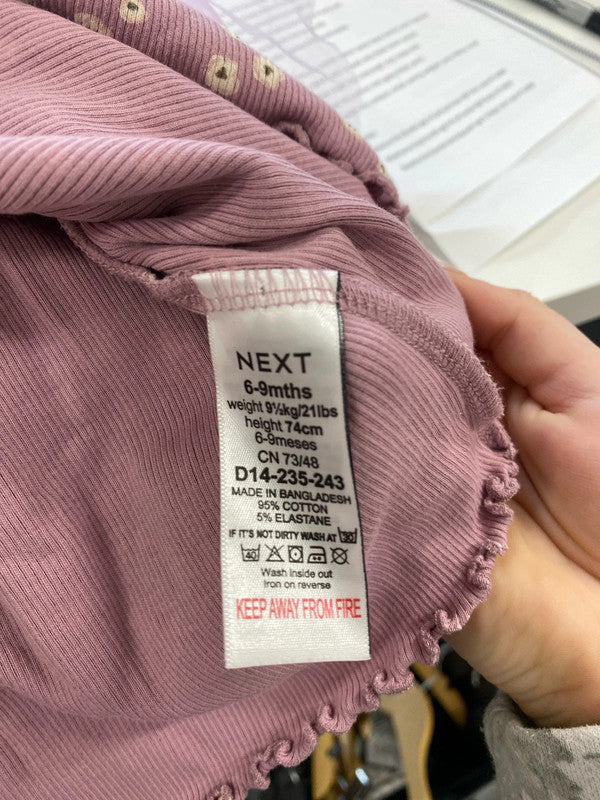 NEXT
6-9mths
weight 9½kg/21lbs
height 74cm
6-9meses
CN 73/48
D14-235-243
MADE IN BANGLADESH
95% COTTON
5% ELASTANE
IF IT'S NOT DIRTY WASH AT 30
40
Wash inside out
Iron on reverse
KEEP AWAY FROM FIRE